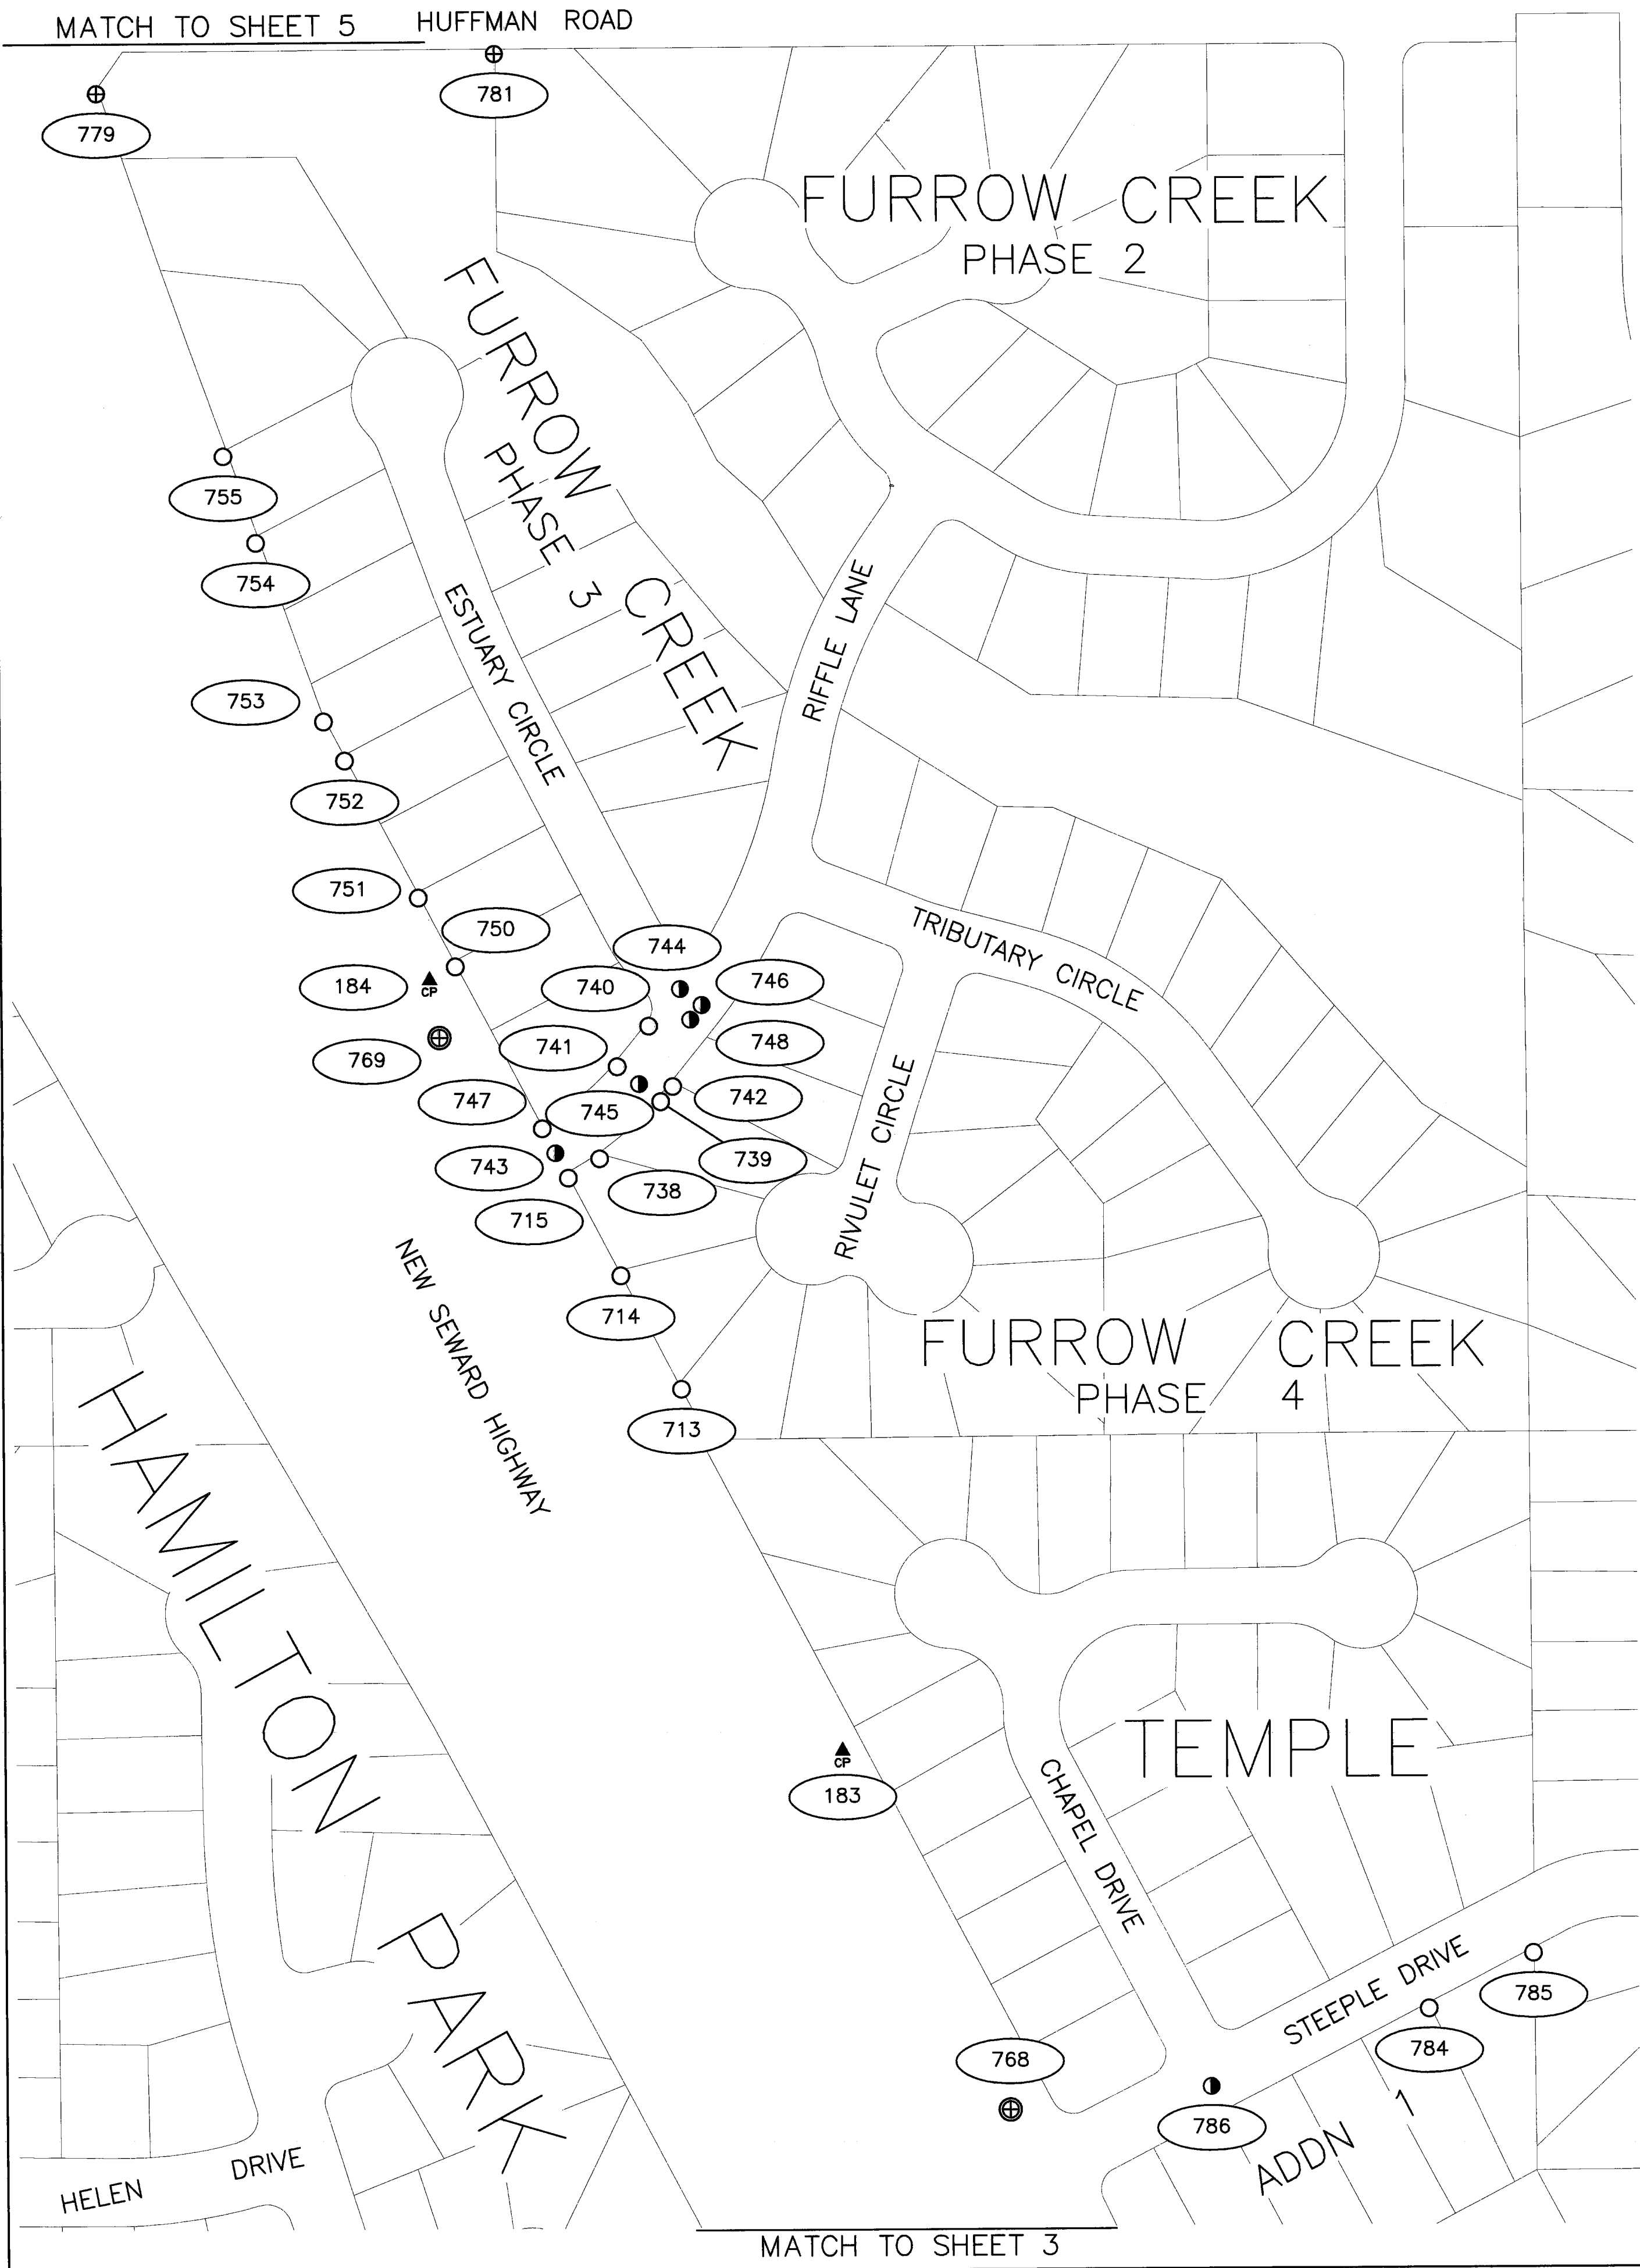 MATCH TO SHEET 5
HUFFMAN ROAD
781
779
FURROW CREEK
PHASE 2
FURROW CREEK
PHASE 3
755
754
ESTUARY CIRCLE
RIFFLE LANE
753
752
751
750
744
TRIBUTARY CIRCLE
184
CP
740
746
741
748
769
747
745
742
RIVULET CIRCLE
743
739
738
715
NEW SEWARD HIGHWAY
714
FURROW CREEK
PHASE 4
713
HAMILTON PARK
TEMPLE
CP
183
CHAPEL DRIVE
STEEPLE DRIVE
785
784
768
786
ADDN 1
HELEN DRIVE
MATCH TO SHEET 3